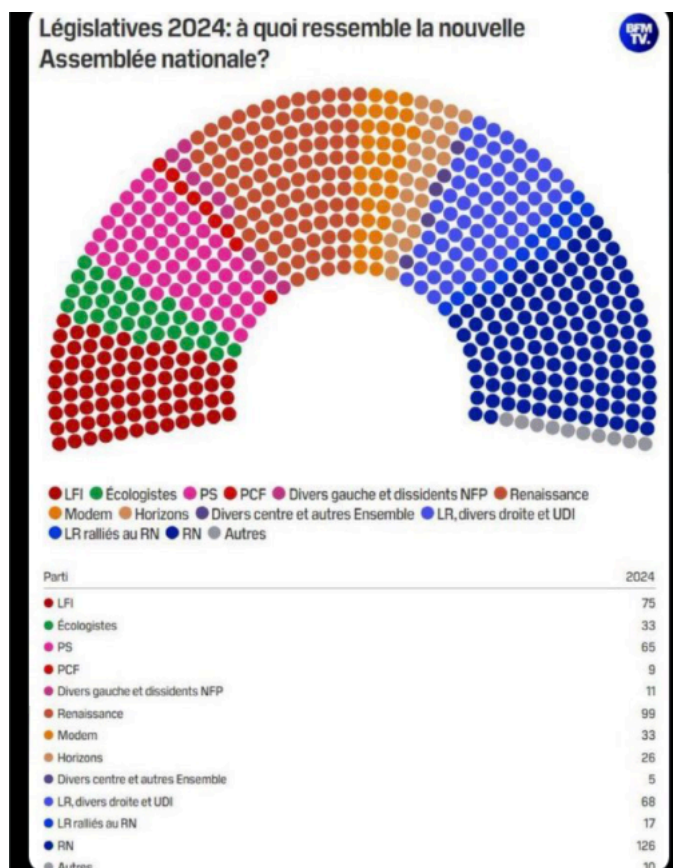 Législatives 2024: à quoi ressemble la nouvelle
Assemblée nationale?
BFM
TV.
LFI Écologistes PS PCF Divers gauche et dissidents NFP Renaissance
Modem Horizons Divers centre et autres Ensemble LR, divers droite et UDI
LR ralliés au RN RN Autres
Parti 2024
LFI 75
Écologistes 33
PS 65
PCF 9
Divers gauche et dissidents NFP 11
Renaissance 99
Modem 33
Horizons 26
Divers centre et autres Ensemble 5
LR, divers droite et UDI 68
LR ralliés au RN 17
RN 126
Autres 10